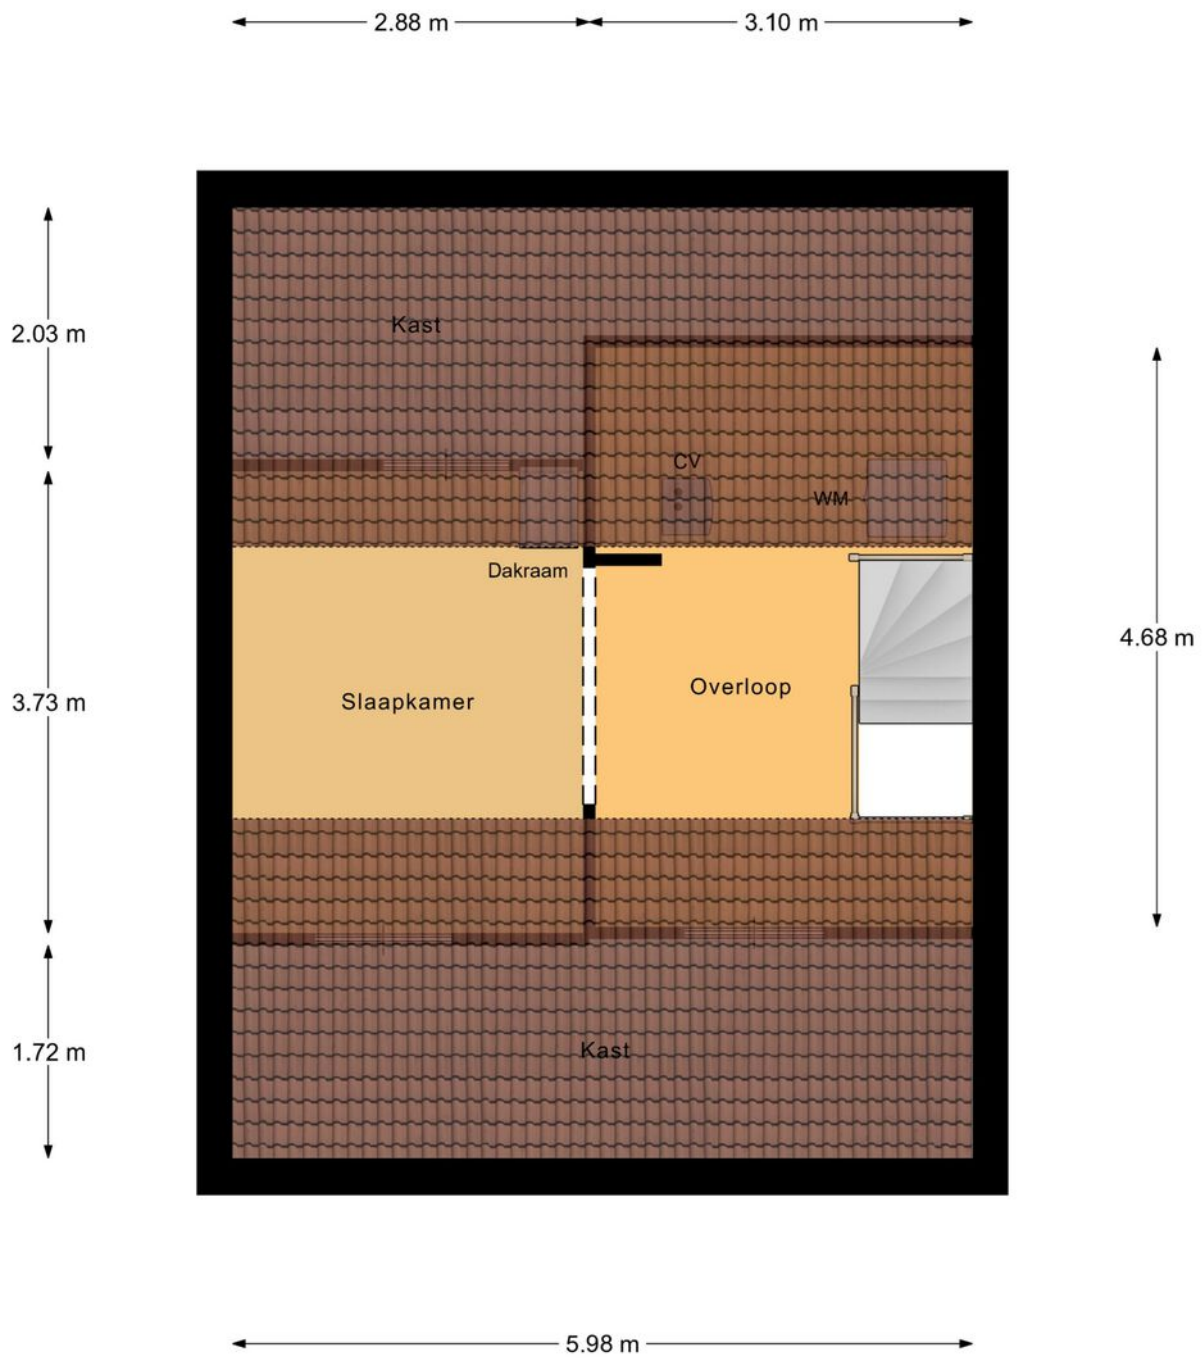 2.88 m
3.10 m
2.03 m
Kast
CV
WM
Dakraam
4.68 m
3.73 m
Slaapkamer
Overloop
1.72 m
Kast
5.98 m